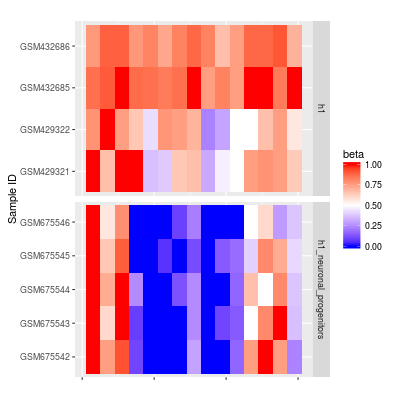 GSM432686
GSM432685
GSM429322
GSM429321
h1
GSM675546
GSM675545
GSM675544
GSM675543
GSM675542
h1_neuronal_progenitors
Sample ID
beta
1.00
0.75
0.50
0.25
0.00